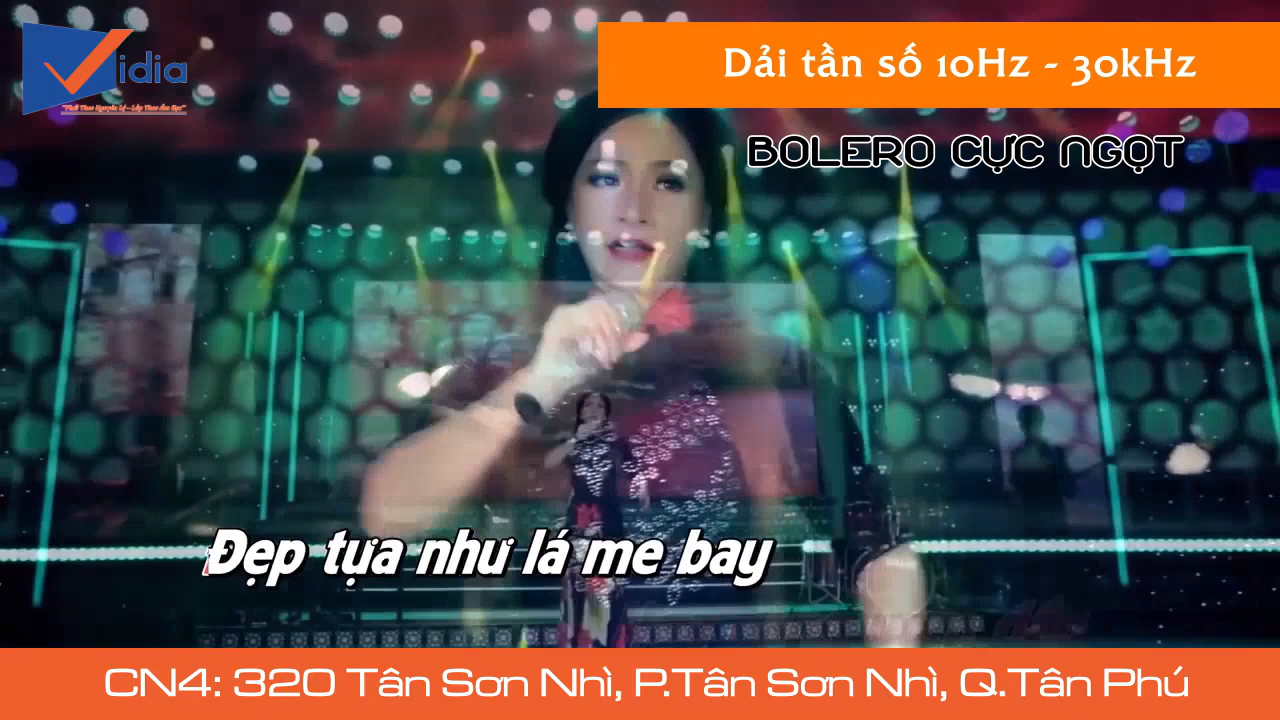 Vidia
Dải tần số 10Hz - 30kHz
BOLERO CỰC NGỌT
Đẹp tựa như lá me bay
CN4: 320 Tân Sơn Nhì, P.Tân Sơn Nhì, Q.Tân Phú